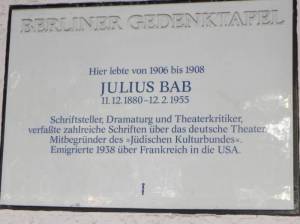 BERLINER GEDENKTAFEL
Hier lebte von 1906 bis 1908
JULIUS BAB
11.12.1880–12.2.1955
Schriftsteller, Dramaturg und Theaterkritiker,
verfaßte zahlreiche Schriften über das deutsche Theater.
Mitbegründer des »Jüdischen Kulturbundes«.
Emigrierte 1938 über Frankreich in die USA.